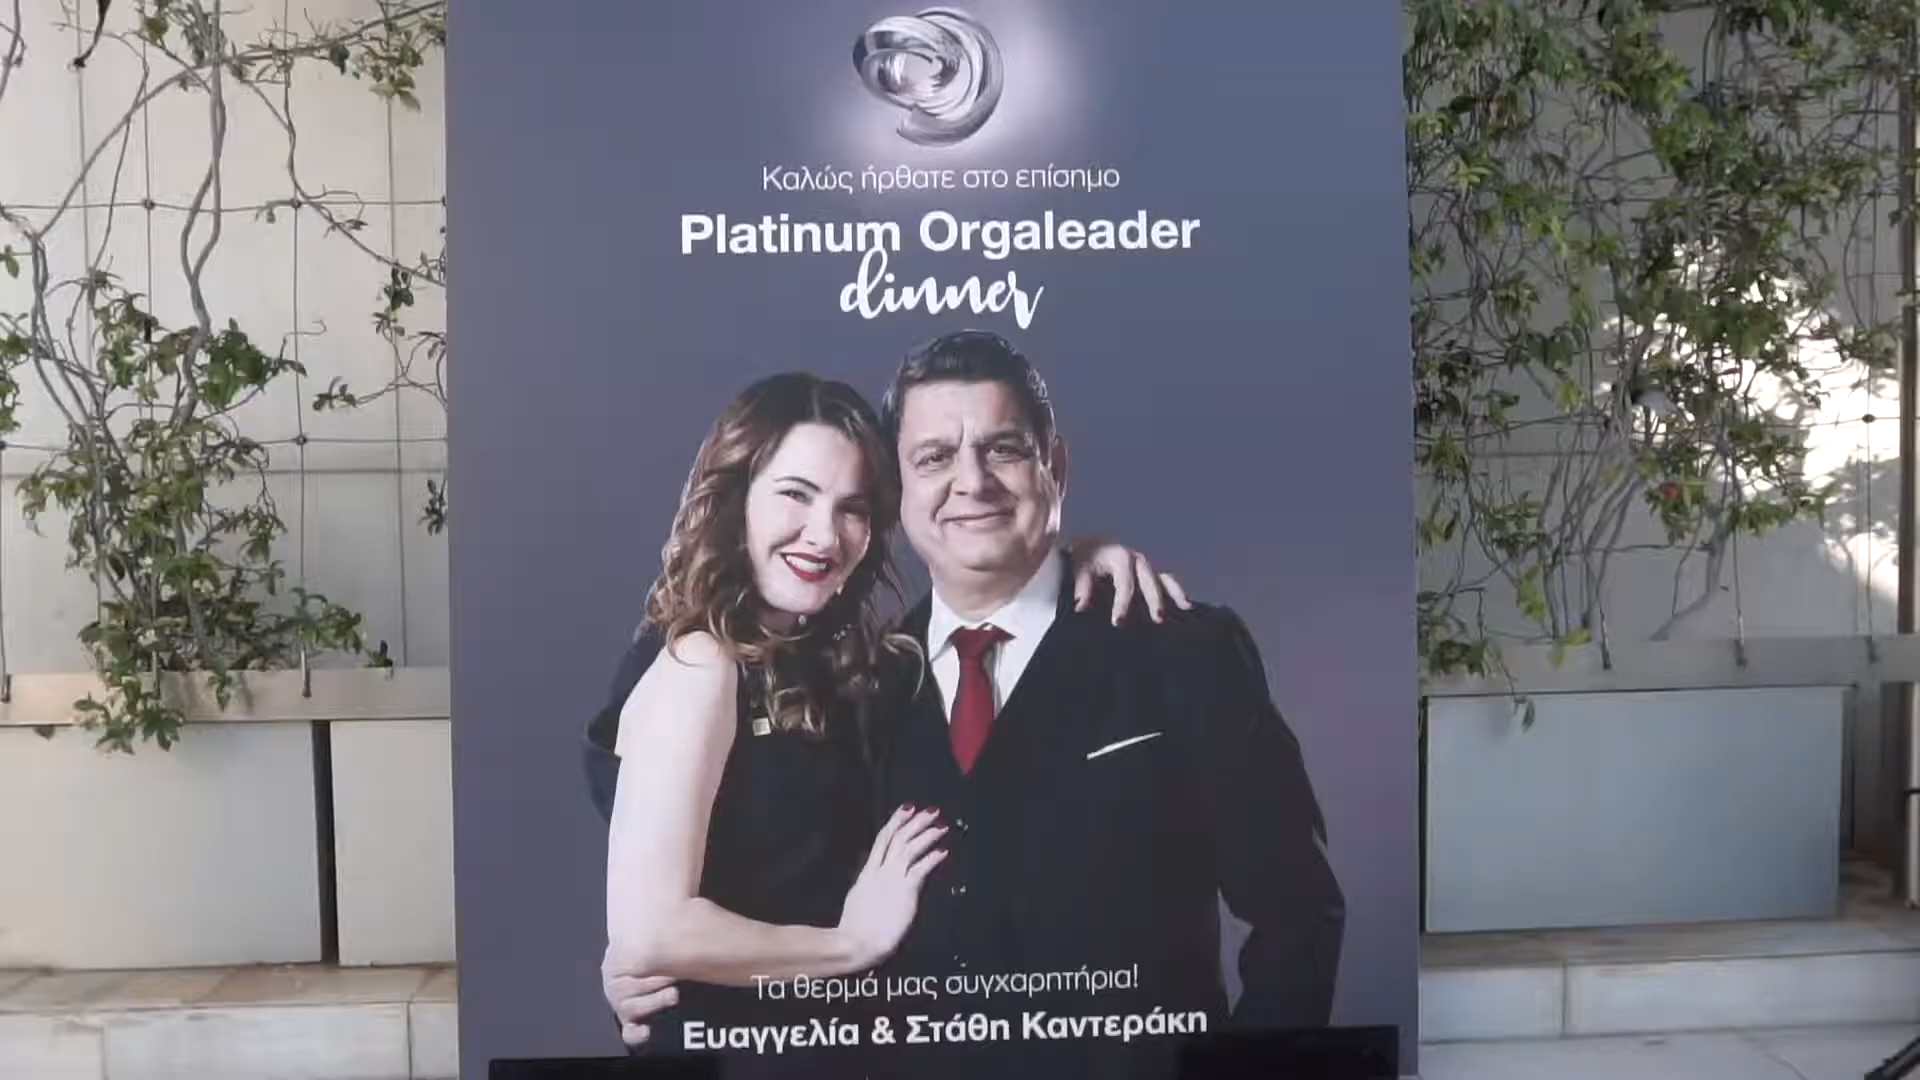 Καλώς ήρθατε στο επίσημο
Platinum Orgaleader
dinner
Τα θερμά μας συγχαρητήρια!
Ευαγγελία & Στάθη Καντεράκη